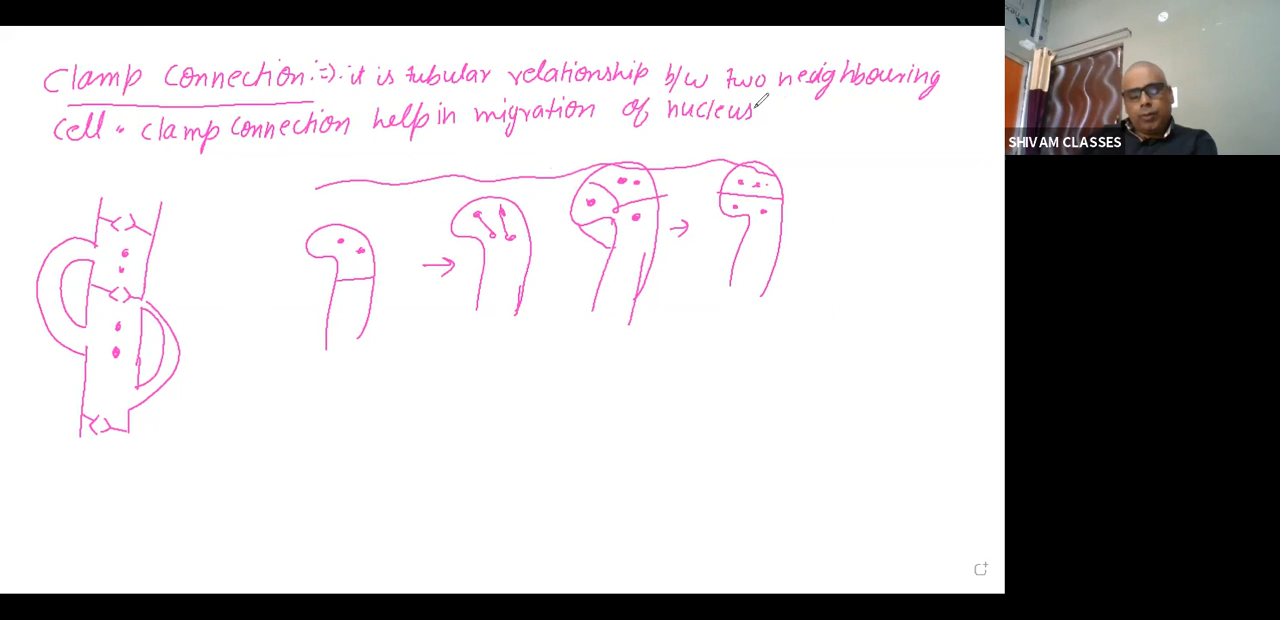 Clamp Connection :⇒ it is tubular relationship b/w two neighbouring
Cell. clamp connection help in migration of nucleus
SHIVAM CLASSES